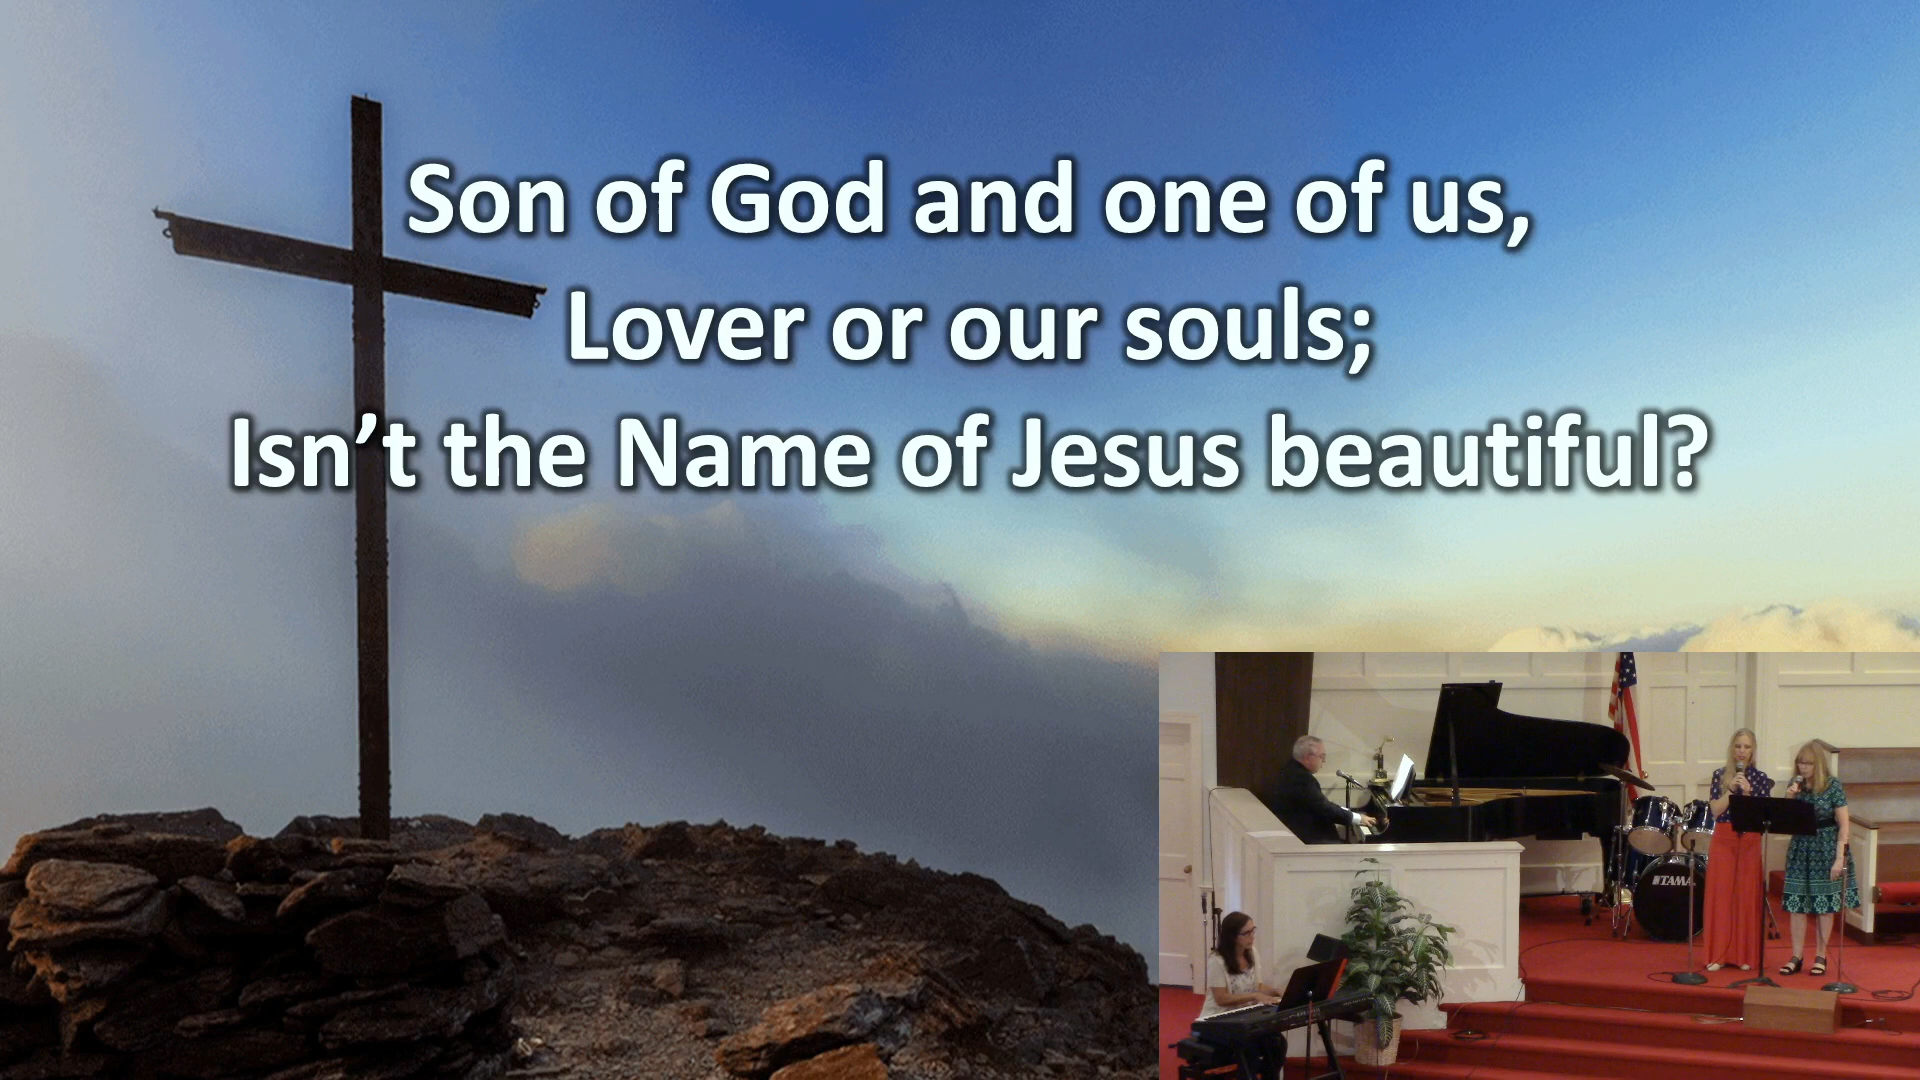 Son of God and one of us,
Lover or our souls;
Isn’t the Name of Jesus beautiful?
TAMA